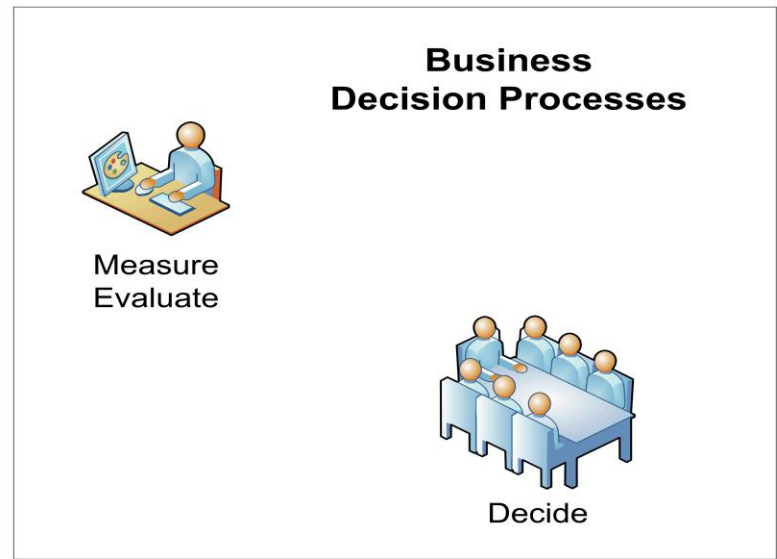 Business
Decision Processes
Measure
Evaluate
Decide